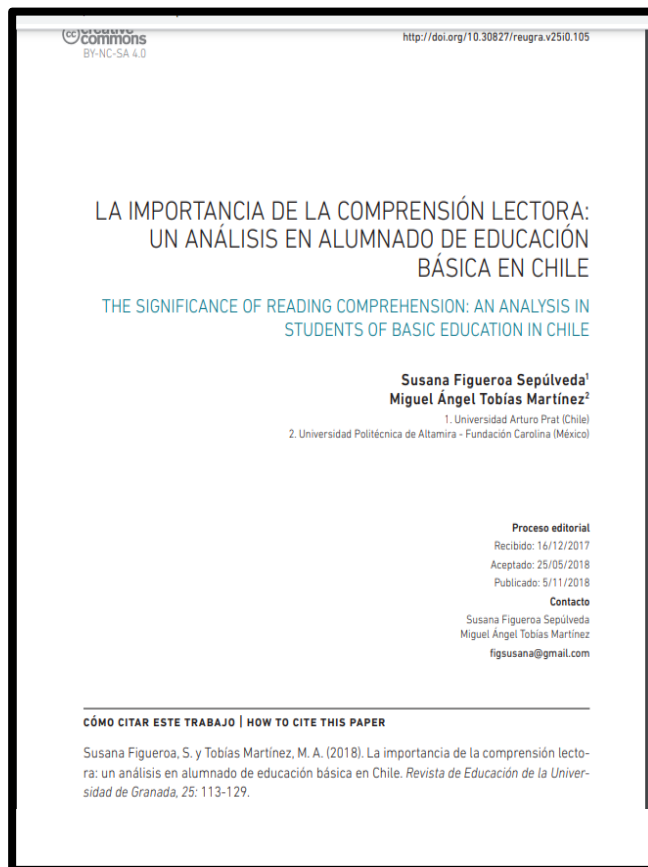 creative
commons
BY-NC-SA 4.0
http://doi.org/10.30827/reugra.v25i0.105
LA IMPORTANCIA DE LA COMPRENSIÓN LECTORA:
UN ANÁLISIS EN ALUMNADO DE EDUCACIÓN
BÁSICA EN CHILE
THE SIGNIFICANCE OF READING COMPREHENSION: AN ANALYSIS IN
STUDENTS OF BASIC EDUCATION IN CHILE
Susana Figueroa Sepúlveda¹
Miguel Ángel Tobías Martínez²
1. Universidad Arturo Prat (Chile)
2. Universidad Politécnica de Altamira - Fundación Carolina (México)
Proceso editorial
Recibido: 16/12/2017
Aceptado: 25/05/2018
Publicado: 5/11/2018
Contacto
Susana Figueroa Sepúlveda
Miguel Ángel Tobías Martínez
figsusana@gmail.com
CÓMO CITAR ESTE TRABAJO | HOW TO CITE THIS PAPER
Susana Figueroa, S. y Tobías Martínez, M. A. (2018). La importancia de la comprensión lecto-
ra: un análisis en alumnado de educación básica en Chile. Revista de Educación de la Univer-
sidad de Granada, 25: 113-129.